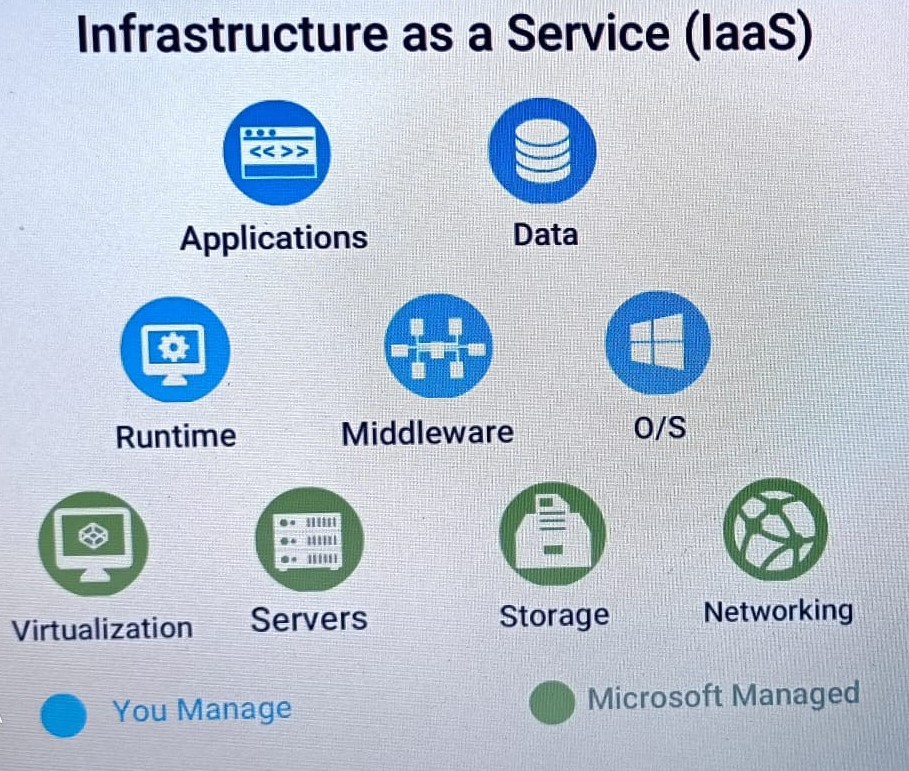 Infrastructure as a Service (IaaS)
<<>>
Applications
Data
Runtime
Middleware
O/S
Virtualization
Servers
Storage
Networking
You Manage
Microsoft Managed